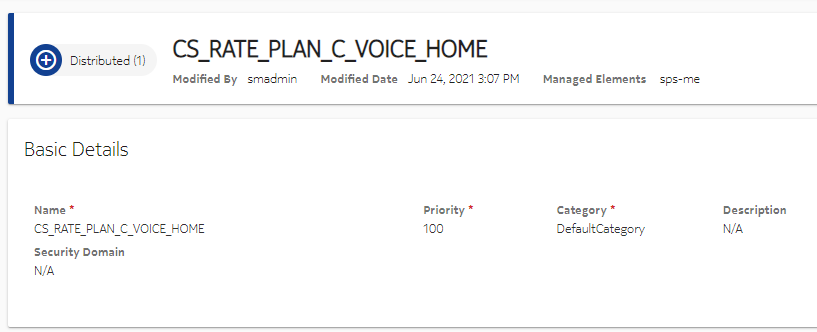 CS_RATE_PLAN_C_VOICE_HOME
Distributed (1)
Modified By smadmin Modified Date Jun 24, 2021 3:07 PM Managed Elements sps-me
Basic Details
Name * Priority * Category * Description
CS_RATE_PLAN_C_VOICE_HOME 100 DefaultCategory N/A
Security Domain
N/A